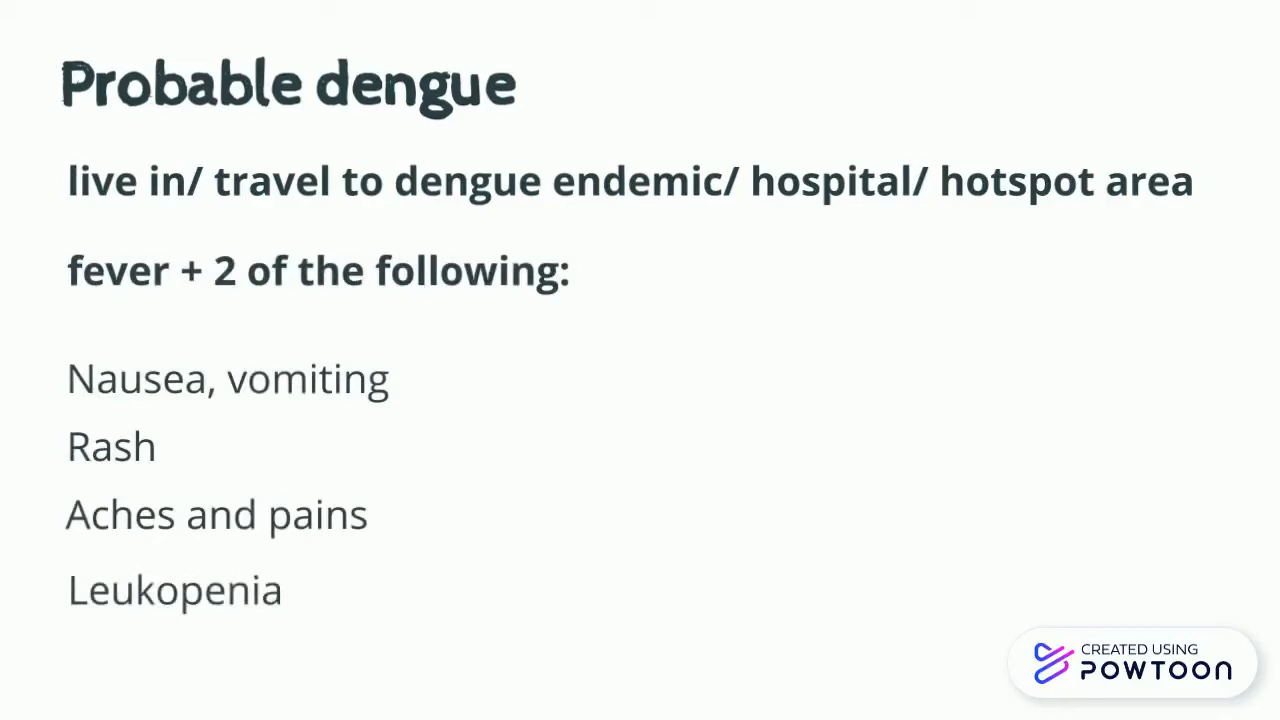 Probable dengue
live in/ travel to dengue endemic/ hospital/ hotspot area
fever + 2 of the following:
Nausea, vomiting
Rash
Aches and pains
Leukopenia
CREATED USING
POWTOON